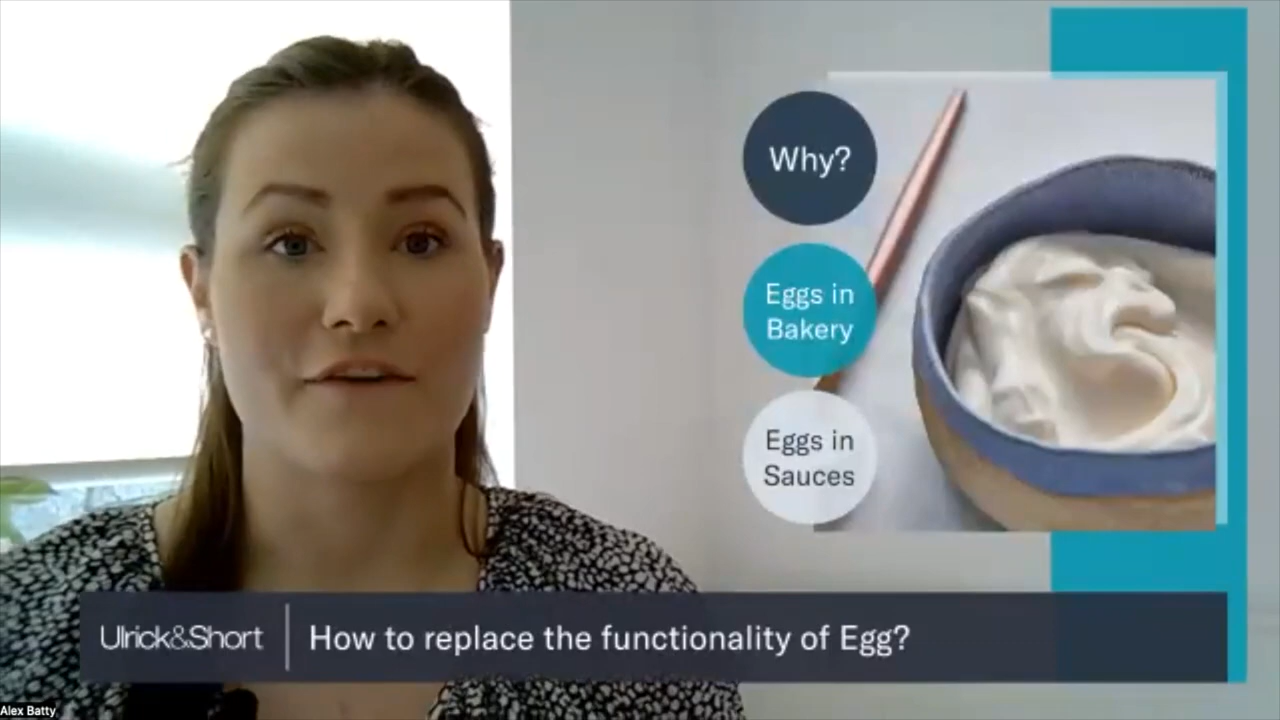 Why?
Eggs in
Bakery
Eggs in
Sauces
Ulrick&Short
How to replace the functionality of Egg?
Alex Batty